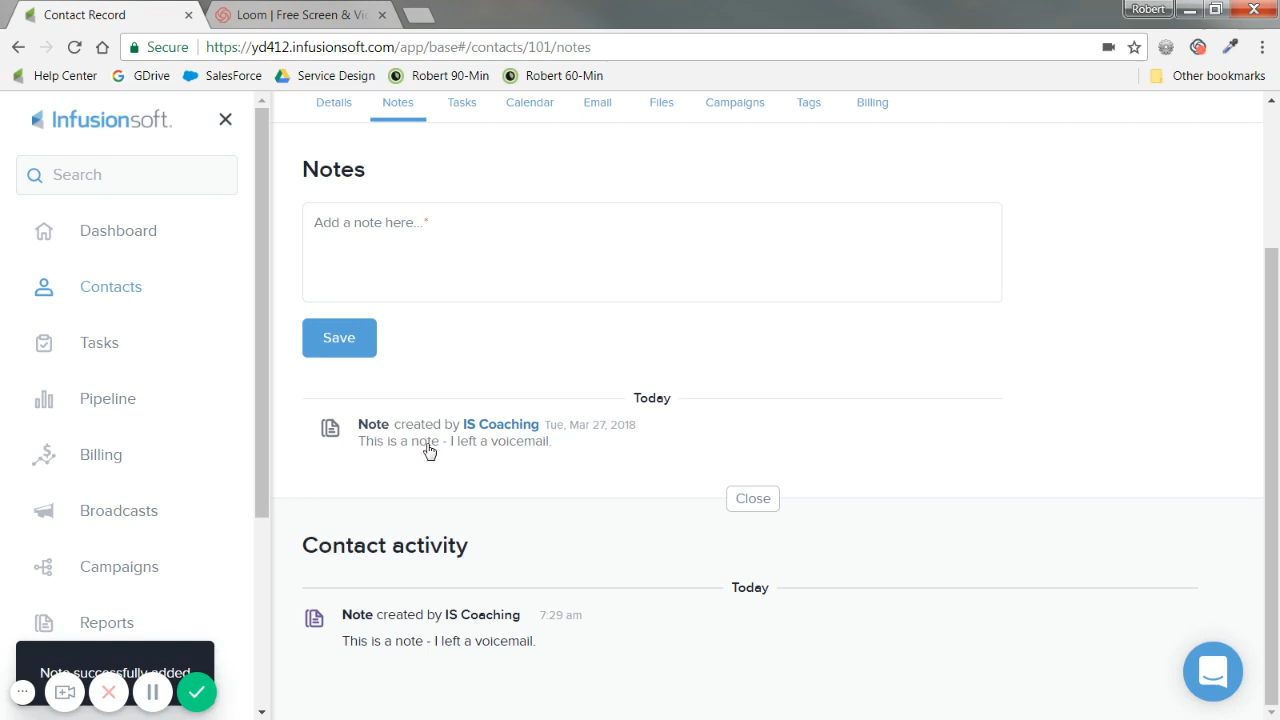 Contact Record
Loom | Free Screen & Vi
Robert
Secure
https://yd412.infusionsoft.com/app/base#/contacts/101/notes
Help Center
GDrive
SalesForce
Service Design
Robert 90-Min
Robert 60-Min
Other bookmarks
Infusionsoft.
Search
Dashboard
Contacts
Tasks
Pipeline
Billing
Broadcasts
Campaigns
Reports
Note successfully added
Details
Notes
Tasks
Calendar
Email
Files
Campaigns
Tags
Billing
Notes
Add a note here...*
Save
Today
Note created by IS Coaching Tue, Mar 27, 2018
This is a note - I left a voicemail.
Close
Contact activity
Today
Note created by IS Coaching 7:29 am
This is a note - I left a voicemail.